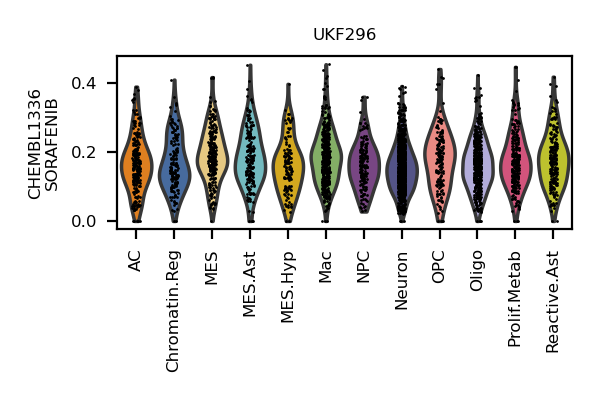 UKF296
CHEMBL1336
SORAFENIB
0.4
0.2
0.0
AC
Chromatin.Reg
MES
MES.Ast
MES.Hyp
Mac
NPC
Neuron
OPC
Oligo
Prolif.Metab
Reactive.Ast